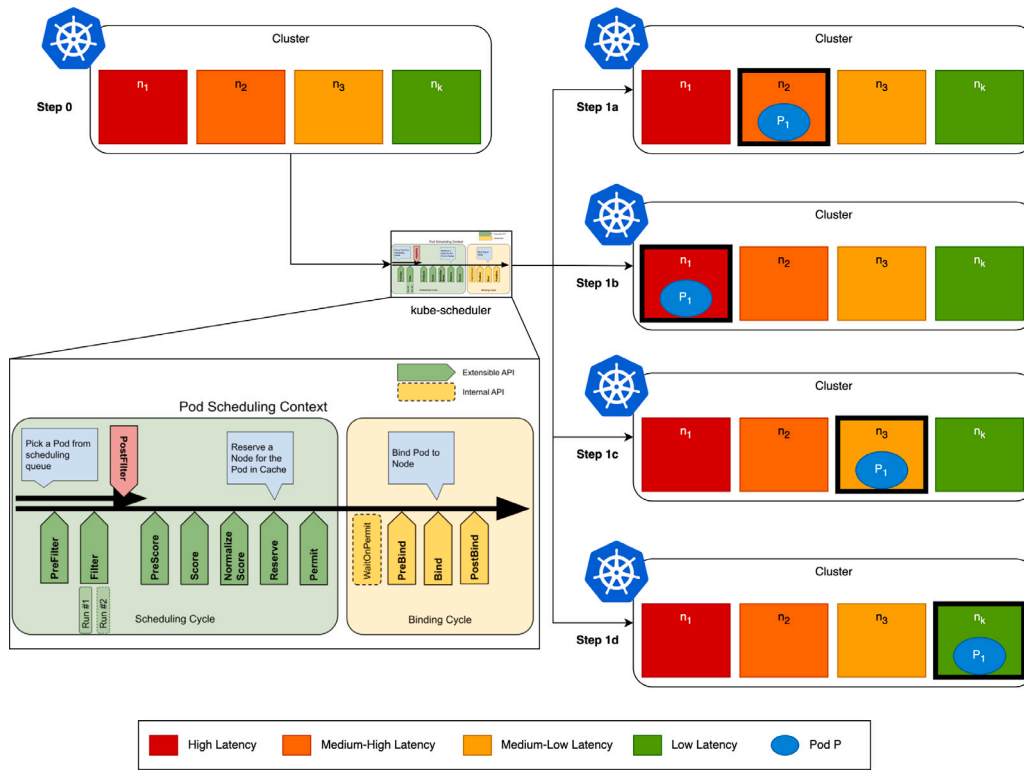 Cluster
Step 0
n1
n2
n3
nk
Cluster
Step 1a
n1
n2
P1
n3
nk
Cluster
Step 1b
n1
P1
n2
n3
nk
kube-scheduler
Cluster
Step 1c
n1
n2
n3
P1
nk
Cluster
Step 1d
n1
n2
n3
nk
P1
Pod Scheduling Context
Extensible API
Internal API
Pick a Pod from
scheduling
queue
PostFilter
Reserve a
Node for the
Pod in Cache
Bind Pod to
Node
PreFilter
Filter
PreScore
Score
Normalize
Score
Reserve
Permit
WaitOnPermit
PreBind
Bind
PostBind
Run #1
Run #2
Scheduling Cycle
Binding Cycle
High Latency
Medium-High Latency
Medium-Low Latency
Low Latency
Pod P